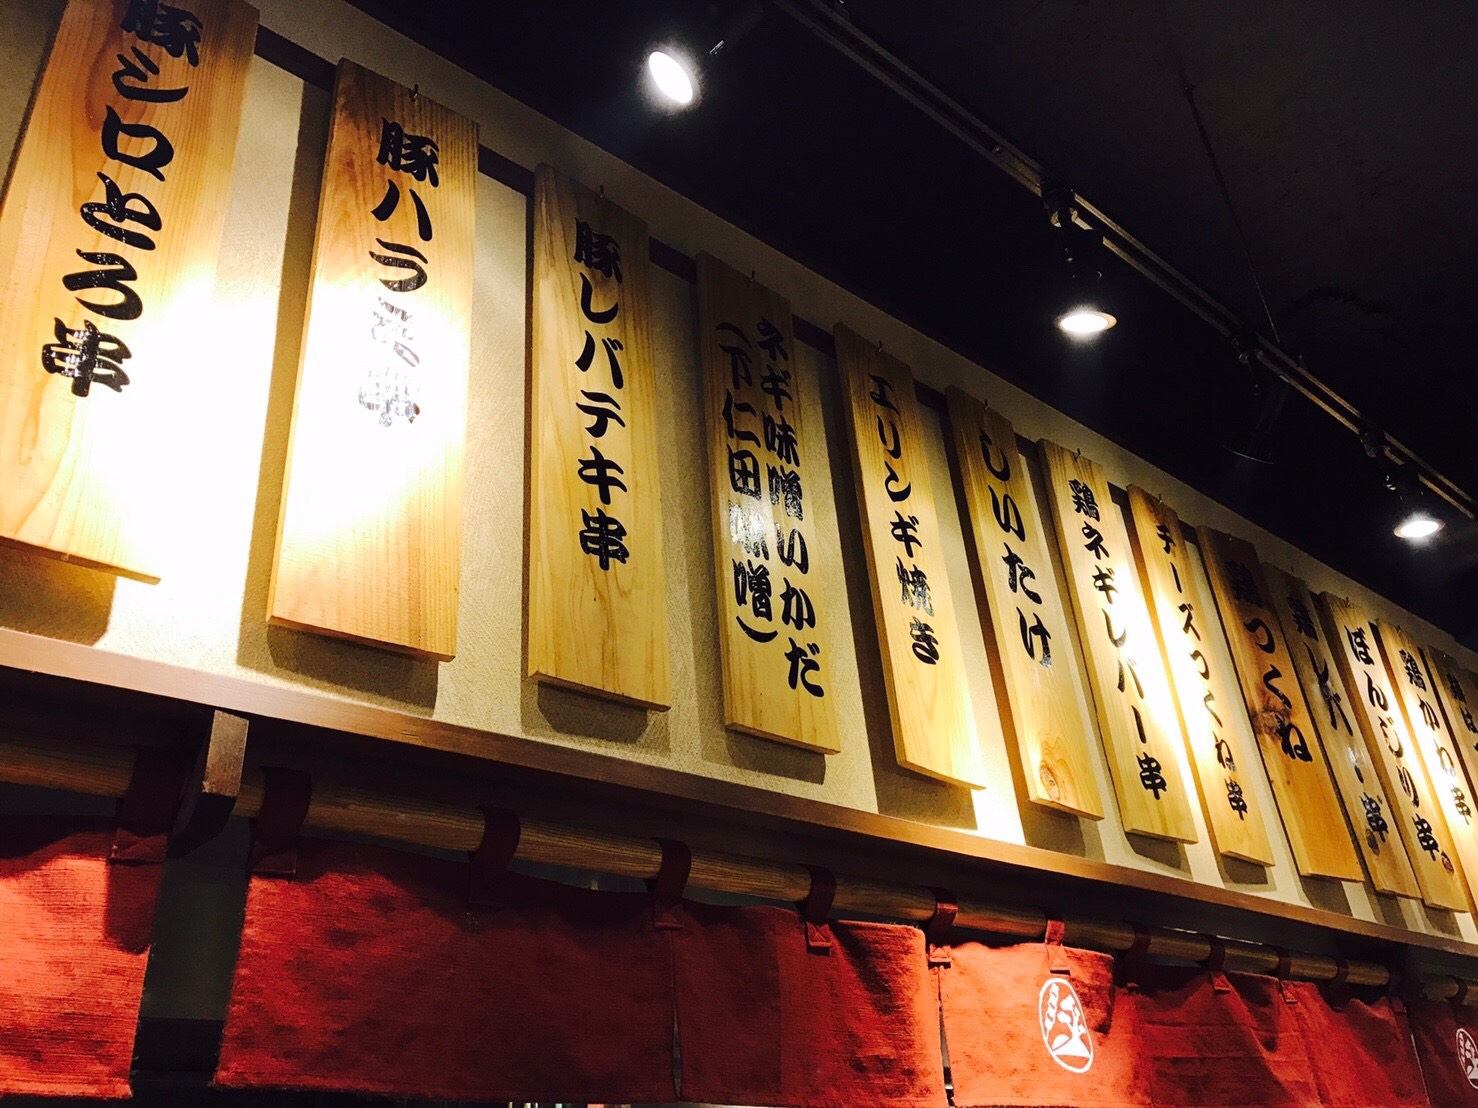 豚シロとろ串
豚ハラミ串
豚レバテキ串
ネギ味噌いかだ
(下仁田味噌)
エリンギ焼き
しいたけ
鶏ネギレバー串
チーズつくね串
鶏つくね
鶏レバー串
ぼんじり串
鶏かわ串